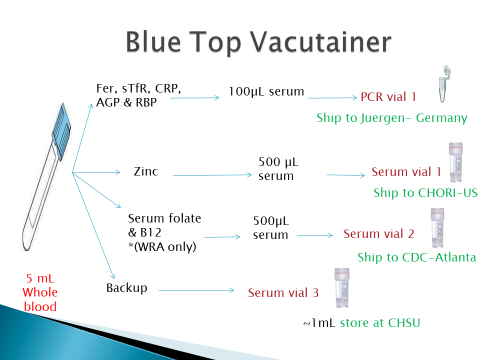 Blue Top Vacutainer
Fer, sTfR, CRP,
AGP & RBP
100µL serum
PCR vial 1
Ship to Juergen- Germany
Zinc
500 µL
serum
Serum vial 1
Ship to CHORI-US
Serum folate
& B12
*(WRA only)
500µL
serum
Serum vial 2
Ship to CDC-Atlanta
Backup
Serum vial 3
~1mL store at CHSU
5 mL
Whole
blood